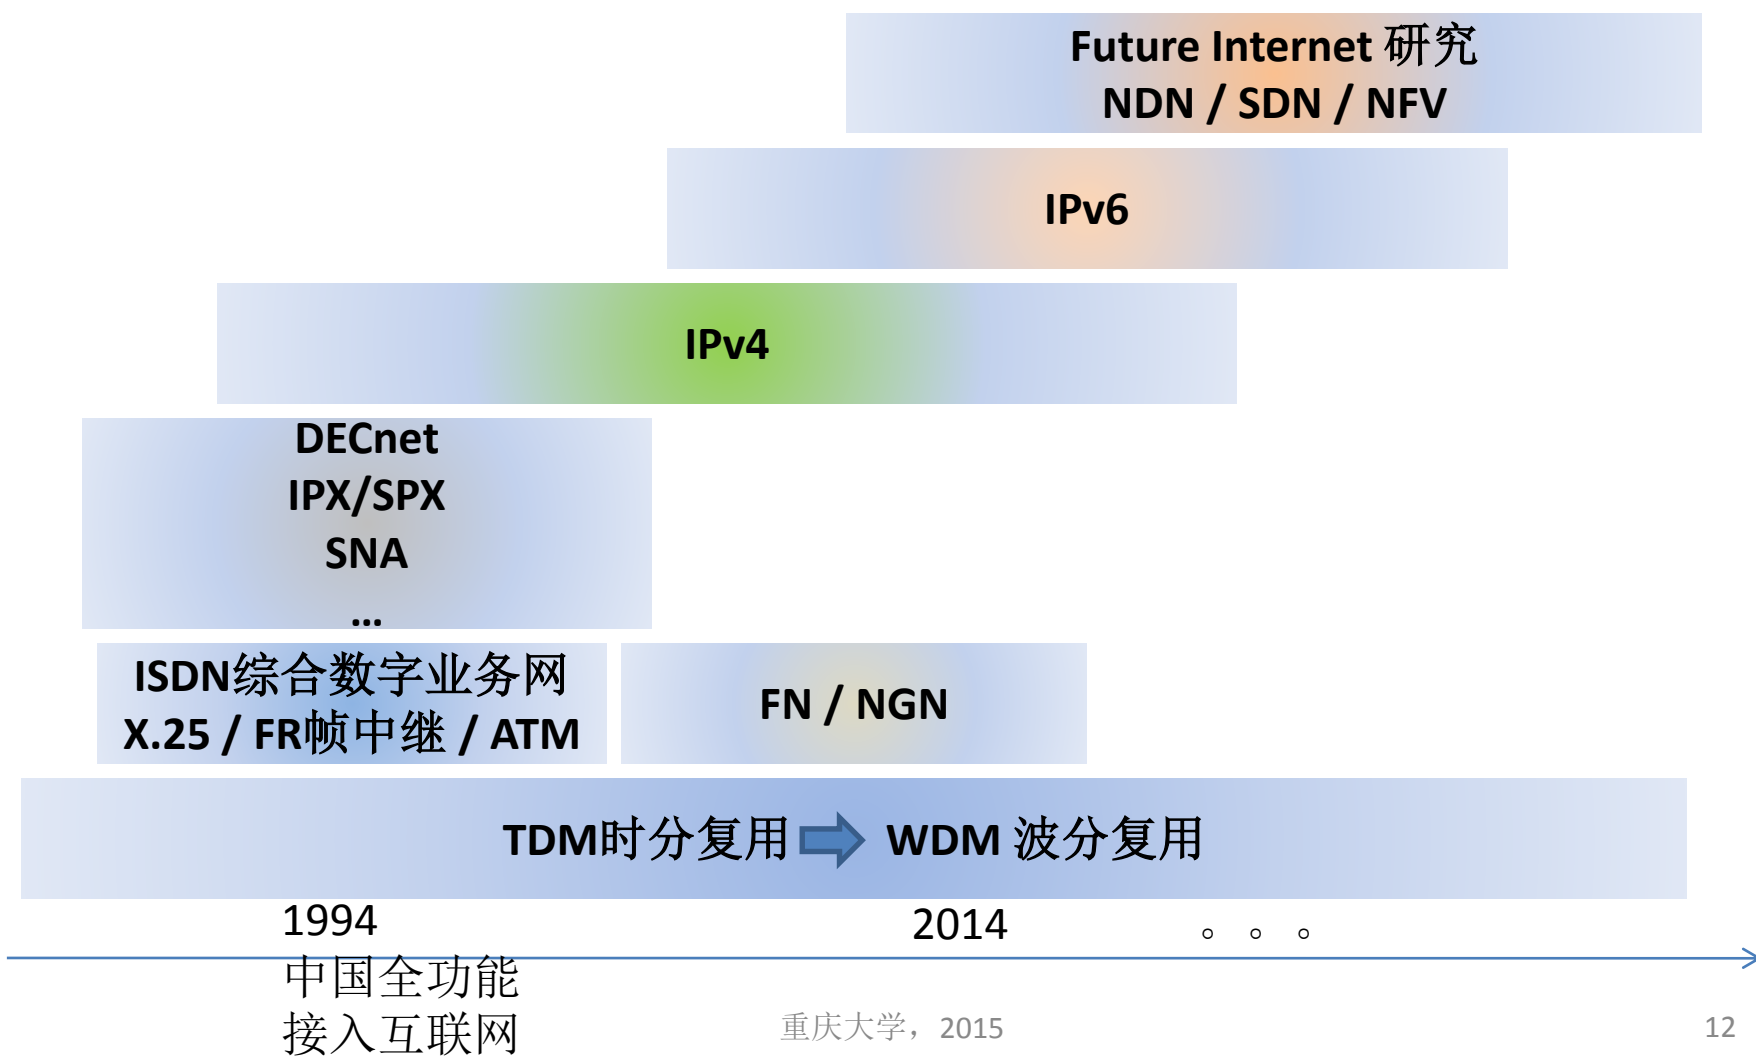 Future Internet 研究
NDN / SDN / NFV
IPv6
IPv4
DECnet
IPX/SPX
SNA
...
ISDN综合数字业务网
X.25 / FR帧中继 / ATM
FN / NGN
TDM时分复用 WDM 波分复用
1994
2014
。。。
中国全功能
接入互联网
重庆大学，2015
12